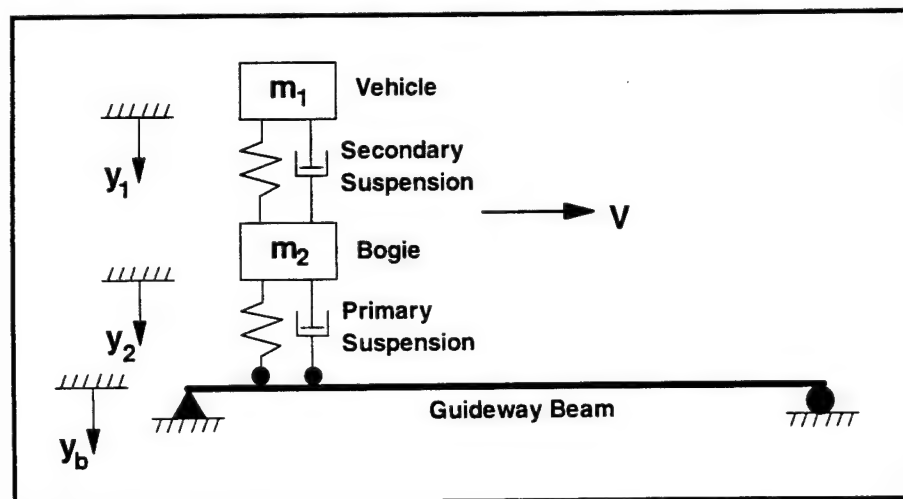 m1 Vehicle
y1
Secondary
Suspension
V
m2 Bogie
y2
Primary
Suspension
Guideway Beam
yb